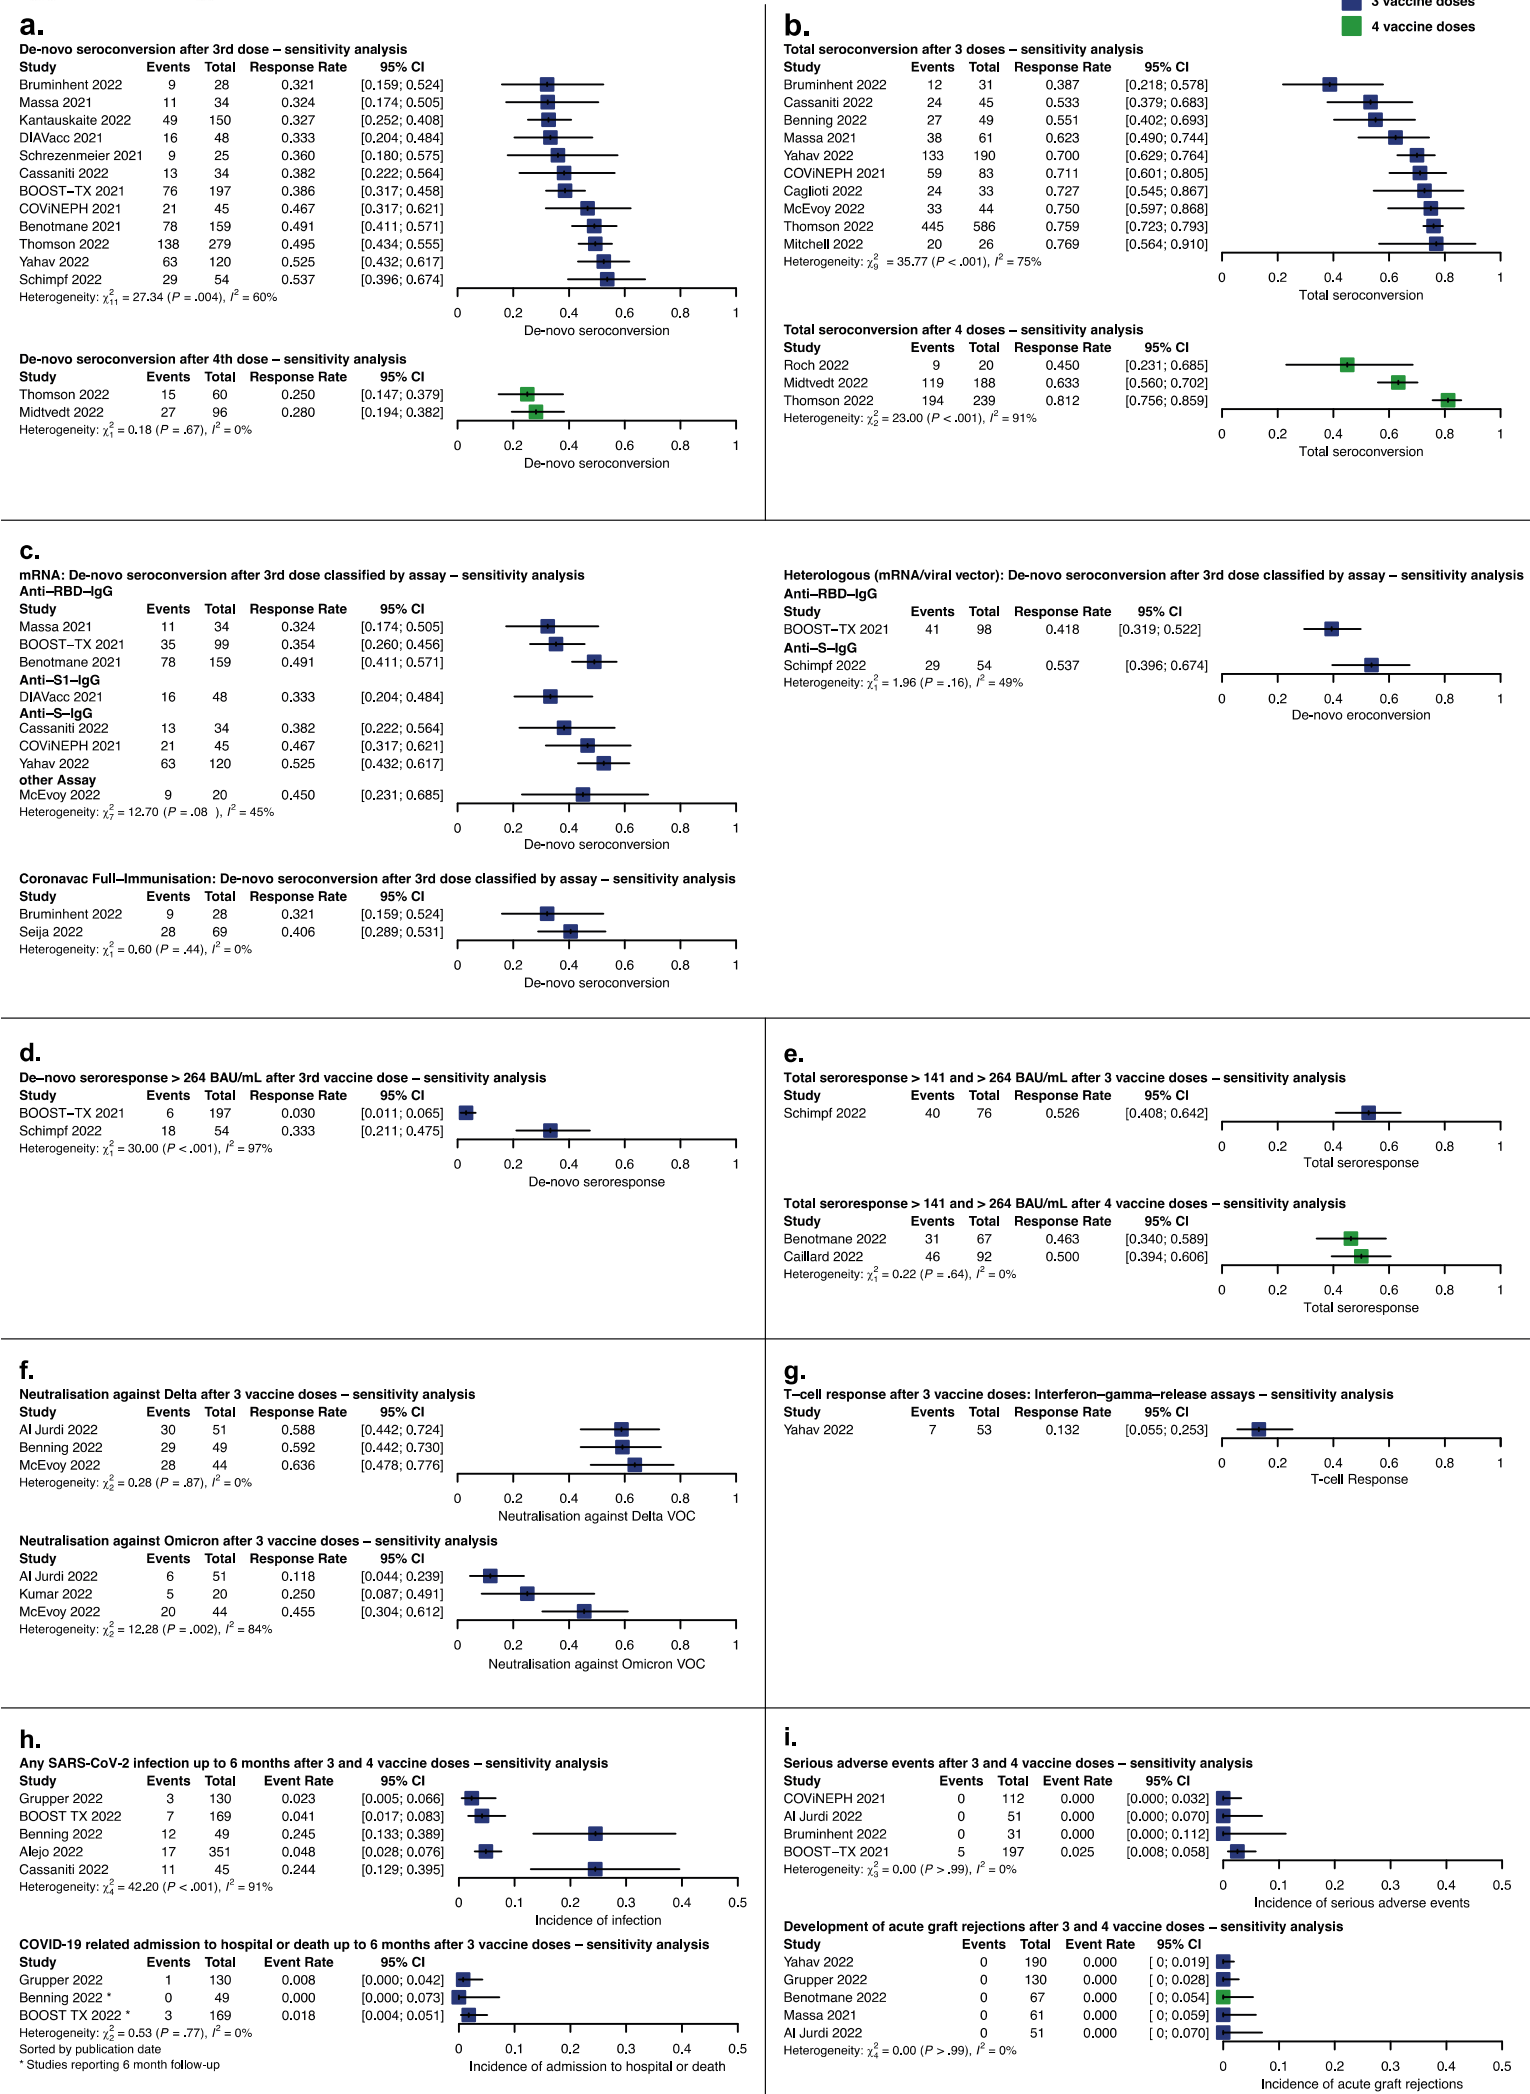 3 vaccine doses
4 vaccine doses
a.
De-novo seroconversion after 3rd dose – sensitivity analysis
Study Events Total Response Rate 95% CI
Bruminhent 2022 9 28 0.321 [0.159; 0.524]
Massa 2021 11 34 0.324 [0.174; 0.505]
Kantauskaite 2022 49 150 0.327 [0.252; 0.408]
DIAVacc 2021 16 48 0.333 [0.204; 0.484]
Schrezenmeier 2021 9 25 0.360 [0.180; 0.575]
Cassaniti 2022 13 34 0.382 [0.222; 0.564]
BOOST–TX 2021 76 197 0.386 [0.317; 0.458]
COViNEPH 2021 21 45 0.467 [0.317; 0.621]
Benotmane 2021 78 159 0.491 [0.411; 0.571]
Thomson 2022 138 279 0.495 [0.434; 0.555]
Yahav 2022 63 120 0.525 [0.432; 0.617]
Schimpf 2022 29 54 0.537 [0.396; 0.674]
Heterogeneity: χ²₁₁ = 27.34 (P = .004), I² = 60%
0 0.2 0.4 0.6 0.8 1
De-novo seroconversion
De-novo seroconversion after 4th dose – sensitivity analysis
Study Events Total Response Rate 95% CI
Thomson 2022 15 60 0.250 [0.147; 0.379]
Midtvedt 2022 27 96 0.280 [0.194; 0.382]
Heterogeneity: χ²₁ = 0.18 (P = .67), I² = 0%
0 0.2 0.4 0.6 0.8 1
De-novo seroconversion
b.
Total seroconversion after 3 doses – sensitivity analysis
Study Events Total Response Rate 95% CI
Bruminhent 2022 12 31 0.387 [0.218; 0.578]
Cassaniti 2022 24 45 0.533 [0.379; 0.683]
Benning 2022 27 49 0.551 [0.402; 0.693]
Massa 2021 38 61 0.623 [0.490; 0.744]
Yahav 2022 133 190 0.700 [0.629; 0.764]
COViNEPH 2021 59 83 0.711 [0.601; 0.805]
Caglioti 2022 24 33 0.727 [0.545; 0.867]
McEvoy 2022 33 44 0.750 [0.597; 0.868]
Thomson 2022 445 586 0.759 [0.723; 0.793]
Mitchell 2022 20 26 0.769 [0.564; 0.910]
Heterogeneity: χ²₉ = 35.77 (P < .001), I² = 75%
0 0.2 0.4 0.6 0.8 1
Total seroconversion
Total seroconversion after 4 doses – sensitivity analysis
Study Events Total Response Rate 95% CI
Roch 2022 9 20 0.450 [0.231; 0.685]
Midtvedt 2022 119 188 0.633 [0.560; 0.702]
Thomson 2022 194 239 0.812 [0.756; 0.859]
Heterogeneity: χ²₂ = 23.00 (P < .001), I² = 91%
0 0.2 0.4 0.6 0.8 1
Total seroconversion
c.
mRNA: De-novo seroconversion after 3rd dose classified by assay – sensitivity analysis
Anti–RBD–IgG
Study Events Total Response Rate 95% CI
Massa 2021 11 34 0.324 [0.174; 0.505]
BOOST–TX 2021 35 99 0.354 [0.260; 0.456]
Benotmane 2021 78 159 0.491 [0.411; 0.571]
Anti–S1–IgG
DIAVacc 2021 16 48 0.333 [0.204; 0.484]
Anti–S–IgG
Cassaniti 2022 13 34 0.382 [0.222; 0.564]
COViNEPH 2021 21 45 0.467 [0.317; 0.621]
Yahav 2022 63 120 0.525 [0.432; 0.617]
other Assay
McEvoy 2022 9 20 0.450 [0.231; 0.685]
Heterogeneity: χ²₇ = 12.70 (P = .08 ), I² = 45%
0 0.2 0.4 0.6 0.8 1
De-novo seroconversion
Coronavac Full–Immunisation: De-novo seroconversion after 3rd dose classified by assay – sensitivity analysis
Study Events Total Response Rate 95% CI
Bruminhent 2022 9 28 0.321 [0.159; 0.524]
Seija 2022 28 69 0.406 [0.289; 0.531]
Heterogeneity: χ²₁ = 0.60 (P = .44), I² = 0%
0 0.2 0.4 0.6 0.8 1
De-novo seroconversion
Heterologous (mRNA/viral vector): De-novo seroconversion after 3rd dose classified by assay – sensitivity analysis
Anti–RBD–IgG
Study Events Total Response Rate 95% CI
BOOST–TX 2021 41 98 0.418 [0.319; 0.522]
Anti–S–IgG
Schimpf 2022 29 54 0.537 [0.396; 0.674]
Heterogeneity: χ²₁ = 1.96 (P = .16), I² = 49%
0 0.2 0.4 0.6 0.8 1
De-novo eroconversion
d.
De–novo seroresponse > 264 BAU/mL after 3rd vaccine dose – sensitivity analysis
Study Events Total Response Rate 95% CI
BOOST–TX 2021 6 197 0.030 [0.011; 0.065]
Schimpf 2022 18 54 0.333 [0.211; 0.475]
Heterogeneity: χ²₁ = 30.00 (P < .001), I² = 97%
0 0.2 0.4 0.6 0.8 1
De-novo seroresponse
e.
Total seroresponse > 141 and > 264 BAU/mL after 3 vaccine doses – sensitivity analysis
Study Events Total Response Rate 95% CI
Schimpf 2022 40 76 0.526 [0.408; 0.642]
0 0.2 0.4 0.6 0.8 1
Total seroresponse
Total seroresponse > 141 and > 264 BAU/mL after 4 vaccine doses – sensitivity analysis
Study Events Total Response Rate 95% CI
Benotmane 2022 31 67 0.463 [0.340; 0.589]
Caillard 2022 46 92 0.500 [0.394; 0.606]
Heterogeneity: χ²₁ = 0.22 (P = .64), I² = 0%
0 0.2 0.4 0.6 0.8 1
Total seroresponse
f.
Neutralisation against Delta after 3 vaccine doses – sensitivity analysis
Study Events Total Response Rate 95% CI
Al Jurdi 2022 30 51 0.588 [0.442; 0.724]
Benning 2022 29 49 0.592 [0.442; 0.730]
McEvoy 2022 28 44 0.636 [0.478; 0.776]
Heterogeneity: χ²₂ = 0.28 (P = .87), I² = 0%
0 0.2 0.4 0.6 0.8 1
Neutralisation against Delta VOC
Neutralisation against Omicron after 3 vaccine doses – sensitivity analysis
Study Events Total Response Rate 95% CI
Al Jurdi 2022 6 51 0.118 [0.044; 0.239]
Kumar 2022 5 20 0.250 [0.087; 0.491]
McEvoy 2022 20 44 0.455 [0.304; 0.612]
Heterogeneity: χ²₂ = 12.28 (P = .002), I² = 84%
0 0.2 0.4 0.6 0.8 1
Neutralisation against Omicron VOC
g.
T–cell response after 3 vaccine doses: Interferon–gamma–release assays – sensitivity analysis
Study Events Total Response Rate 95% CI
Yahav 2022 7 53 0.132 [0.055; 0.253]
0 0.2 0.4 0.6 0.8 1
T-cell Response
h.
Any SARS-CoV-2 infection up to 6 months after 3 and 4 vaccine doses – sensitivity analysis
Study Events Total Event Rate 95% CI
Grupper 2022 3 130 0.023 [0.005; 0.066]
BOOST TX 2022 7 169 0.041 [0.017; 0.083]
Benning 2022 12 49 0.245 [0.133; 0.389]
Alejo 2022 17 351 0.048 [0.028; 0.076]
Cassaniti 2022 11 45 0.244 [0.129; 0.395]
Heterogeneity: χ²₄ = 42.20 (P < .001), I² = 91%
0 0.1 0.2 0.3 0.4 0.5
Incidence of infection
COVID-19 related admission to hospital or death up to 6 months after 3 vaccine doses – sensitivity analysis
Study Events Total Event Rate 95% CI
Grupper 2022 1 130 0.008 [0.000; 0.042]
Benning 2022 * 0 49 0.000 [0.000; 0.073]
BOOST TX 2022 * 3 169 0.018 [0.004; 0.051]
Heterogeneity: χ²₂ = 0.53 (P = .77), I² = 0%
Sorted by publication date
* Studies reporting 6 month follow-up
0 0.1 0.2 0.3 0.4 0.5
Incidence of admission to hospital or death
i.
Serious adverse events after 3 and 4 vaccine doses – sensitivity analysis
Study Events Total Event Rate 95% CI
COViNEPH 2021 0 112 0.000 [0.000; 0.032]
Al Jurdi 2022 0 51 0.000 [0.000; 0.070]
Bruminhent 2022 0 31 0.000 [0.000; 0.112]
BOOST–TX 2021 5 197 0.025 [0.008; 0.058]
Heterogeneity: χ²₃ = 0.00 (P > .99), I² = 0%
0 0.1 0.2 0.3 0.4 0.5
Incidence of serious adverse events
Development of acute graft rejections after 3 and 4 vaccine doses – sensitivity analysis
Study Events Total Event Rate 95% CI
Yahav 2022 0 190 0.000 [ 0; 0.019]
Grupper 2022 0 130 0.000 [ 0; 0.028]
Benotmane 2022 0 67 0.000 [ 0; 0.054]
Massa 2021 0 61 0.000 [ 0; 0.059]
Al Jurdi 2022 0 51 0.000 [ 0; 0.070]
Heterogeneity: χ²₄ = 0.00 (P > .99), I² = 0%
0 0.1 0.2 0.3 0.4 0.5
Incidence of acute graft rejections